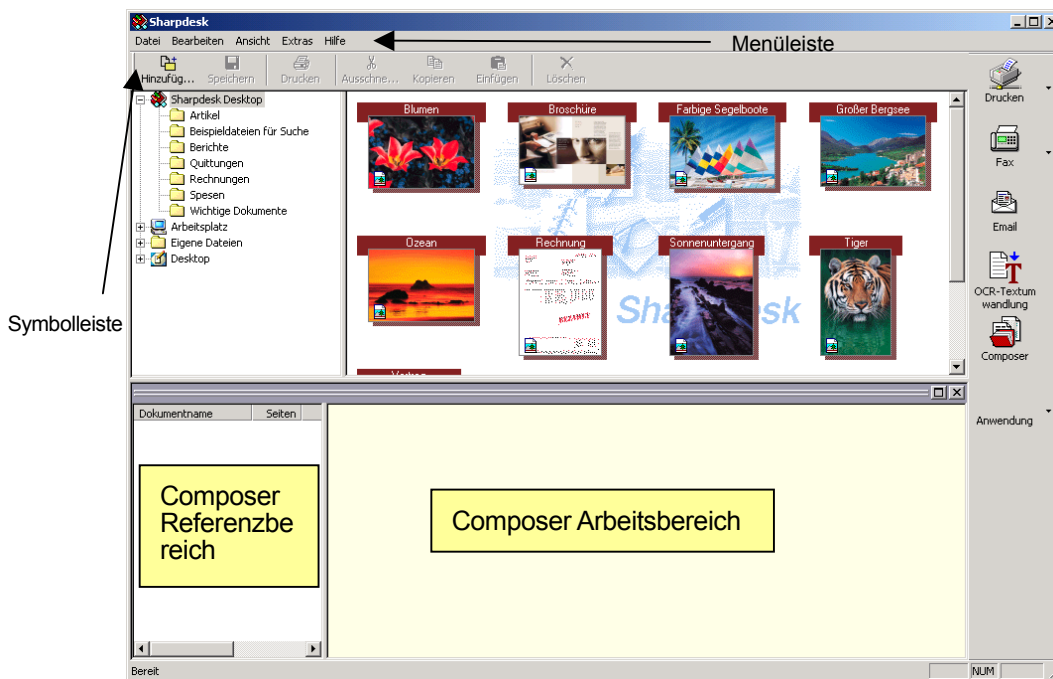 Sharpdesk
Datei Bearbeiten Ansicht Extras Hilfe
Menüleiste
Hinzufüg... Speichern Drucken Ausschne... Kopieren Einfügen Löschen
Sharpdesk Desktop
Artikel
Beispieldateien für Suche
Berichte
Quittungen
Rechnungen
Spesen
Wichtige Dokumente
Arbeitsplatz
Eigene Dateien
Desktop
Symbolleiste
Blumen Broschüre Farbige Segelboote Großer Bergsee
Ozean Rechnung Sonnenuntergang Tiger
BEZAHLT
Sharpdesk
Vertrag
Drucken
Fax
Email
OCR-Textum
wandlung
Composer
Anwendung
Dokumentname Seiten
Composer
Referenzbe
reich
Composer Arbeitsbereich
Bereit NUM